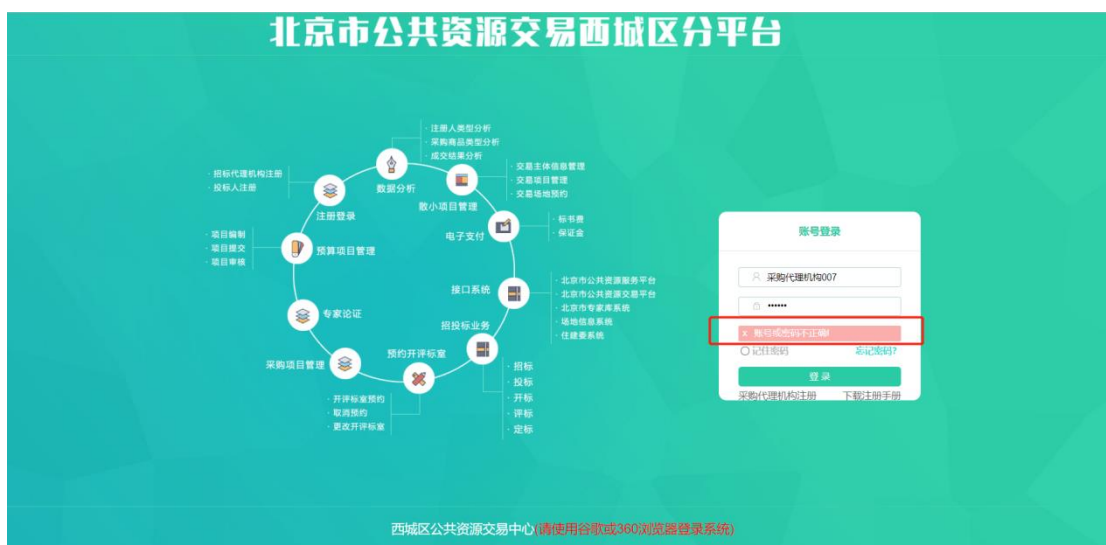 北京市公共资源交易西城区分平台
· 注册人类型分析
· 采购商品类型分析
· 成交结果分析
数据分析
· 招标代理机构注册
· 投标人注册
注册登录
· 交易主体信息管理
· 交易项目管理
· 交易场地预约
散小项目管理
· 标书费
· 保证金
电子支付
· 项目编制
· 项目提交
· 项目审核
预算项目管理
· 北京市公共资源服务平台
· 北京市公共资源交易平台
· 北京市专家库系统
· 场地信息系统
· 住建委系统
接口系统
专家论证
招投标业务
· 招标
· 投标
· 开标
· 评标
· 定标
采购项目管理
预约开评标室
· 开评标室预约
· 取消预约
· 更改开评标室
账号登录
采购代理机构007
••••••
x 账号或密码不正确!
记住密码
忘记密码?
登录
采购代理机构注册 下载注册手册
西城区公共资源交易中心(请使用谷歌或360浏览器登录系统)